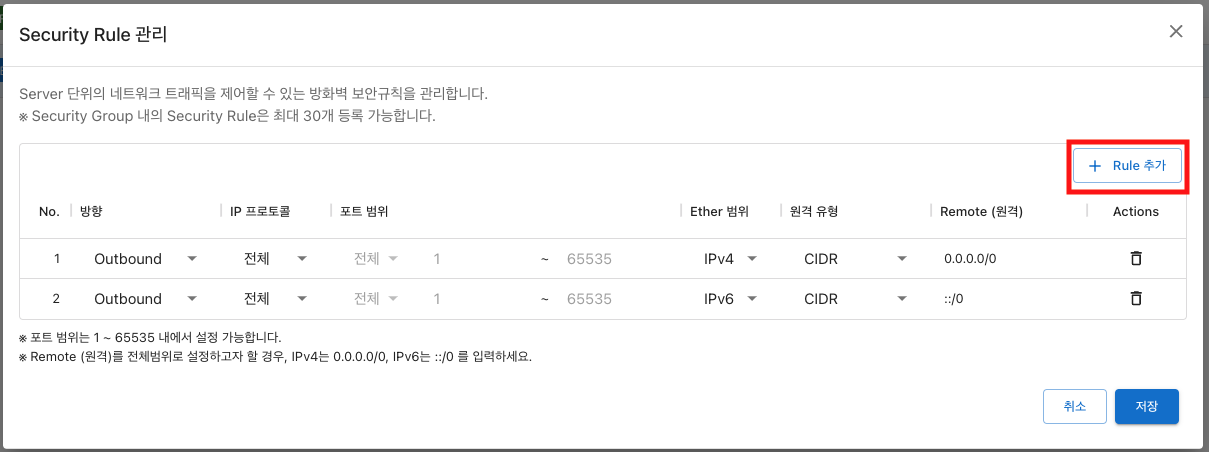 Security Rule 관리
Server 단위의 네트워크 트래픽을 제어할 수 있는 방화벽 보안규칙을 관리합니다.
※ Security Group 내의 Security Rule은 최대 30개 등록 가능합니다.
+ Rule 추가
No. 방향 IP 프로토콜 포트 범위 Ether 범위 원격 유형 Remote (원격) Actions
1 Outbound 전체 전체 1 ~ 65535 IPv4 CIDR 0.0.0.0/0
2 Outbound 전체 전체 1 ~ 65535 IPv6 CIDR ::/0
※ 포트 범위는 1 ~ 65535 내에서 설정 가능합니다.
※ Remote (원격)를 전체범위로 설정하고자 할 경우, IPv4는 0.0.0.0/0, IPv6는 ::/0 를 입력하세요.
취소 저장